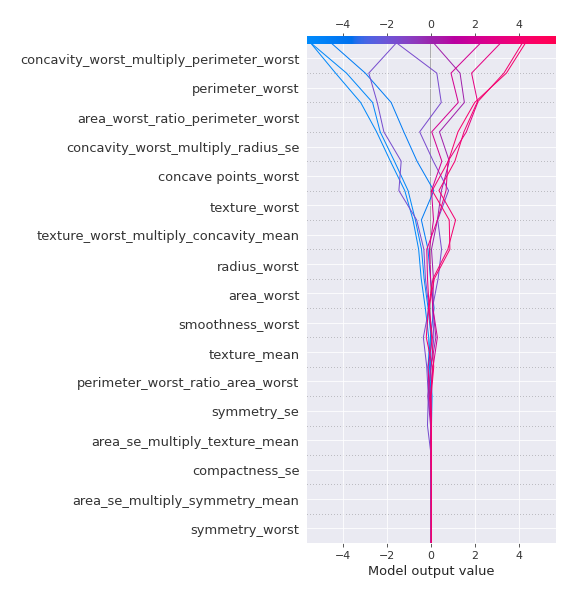 −4 −2 0 2 4
concavity_worst_multiply_perimeter_worst
perimeter_worst
area_worst_ratio_perimeter_worst
concavity_worst_multiply_radius_se
concave points_worst
texture_worst
texture_worst_multiply_concavity_mean
radius_worst
area_worst
smoothness_worst
texture_mean
perimeter_worst_ratio_area_worst
symmetry_se
area_se_multiply_texture_mean
compactness_se
area_se_multiply_symmetry_mean
symmetry_worst
−4 −2 0 2 4
Model output value